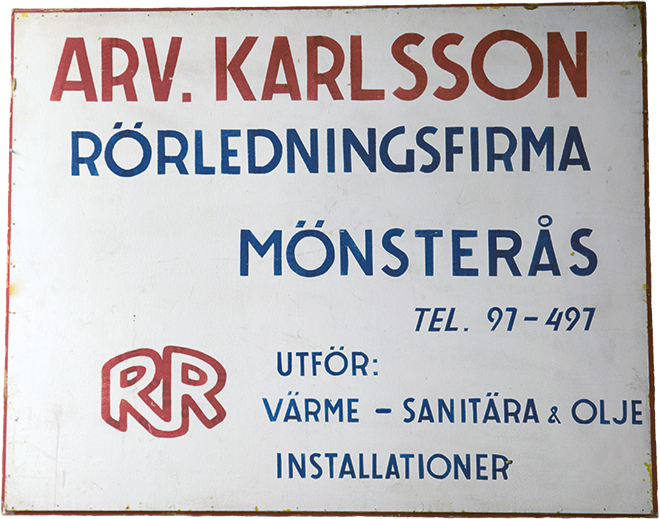 ARV. KARLSSON
RÖRLEDNINGSFIRMA
MÖNSTERÅS
TEL. 97-497
RR
UTFÖR:
VÄRME - SANITÄRA & OLJE
INSTALLATIONER